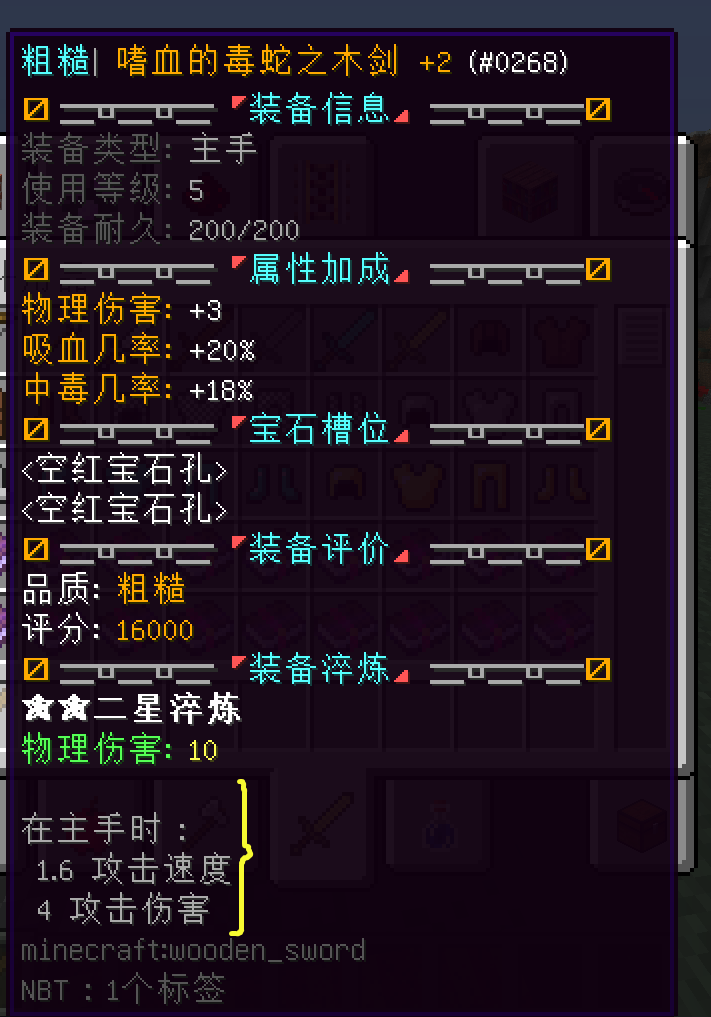 粗糙| 嗜血的毒蛇之木剑 +2 (#0268)
装备信息
装备类型: 主手
使用等级: 5
装备耐久: 200/200
属性加成
物理伤害: +3
吸血几率: +20%
中毒几率: +18%
宝石槽位
<空红宝石孔>
<空红宝石孔>
装备评价
品质: 粗糙
评分: 16000
装备淬炼
★★二星淬炼
物理伤害: 10
在主手时：
1.6 攻击速度
4 攻击伤害
minecraft:wooden_sword
NBT：1个标签